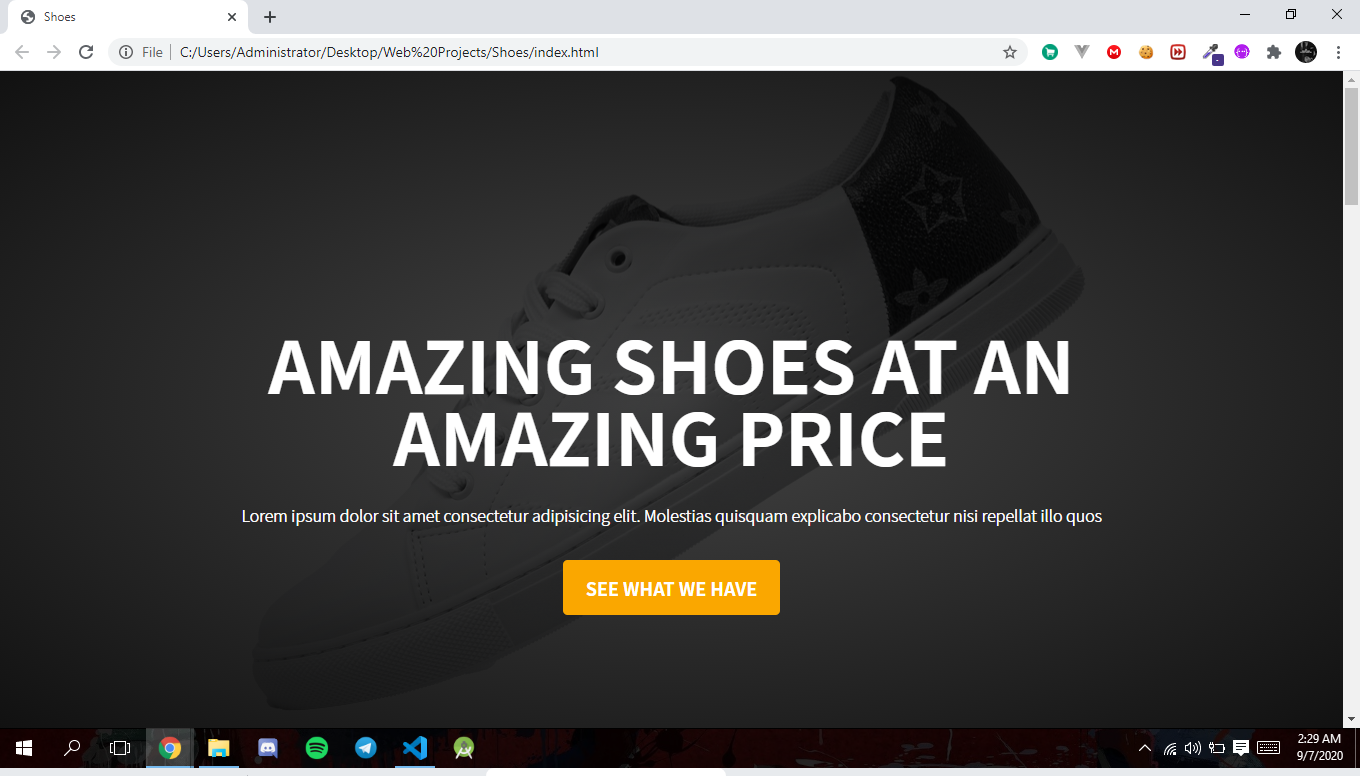 Shoes
File
C:/Users/Administrator/Desktop/Web%20Projects/Shoes/index.html
AMAZING SHOES AT AN
AMAZING PRICE
Lorem ipsum dolor sit amet consectetur adipisicing elit. Molestias quisquam explicabo consectetur nisi repellat illo quos
SEE WHAT WE HAVE
2:29 AM
9/7/2020